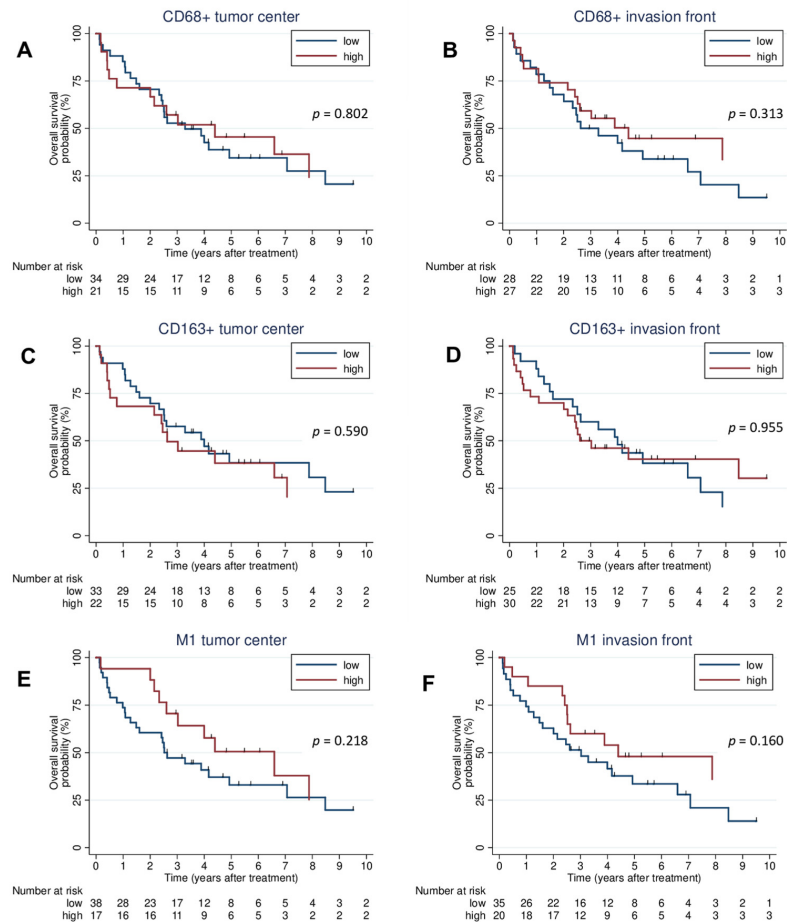 A
CD68+ tumor center
low
high
p = 0.802
Overall survival
probability (%)
100
75
50
25
0
0 1 2 3 4 5 6 7 8 9 10
Time (years after treatment)
Number at risk
low 34 29 24 17 12 8 6 5 4 3 2
high 21 15 15 11 9 6 5 3 2 2 2
B
CD68+ invasion front
low
high
p = 0.313
Overall survival
probability (%)
100
75
50
25
0
0 1 2 3 4 5 6 7 8 9 10
Time (years after treatment)
Number at risk
low 28 22 19 13 11 8 6 4 3 2 1
high 27 22 20 15 10 6 5 4 3 3 3
C
CD163+ tumor center
low
high
p = 0.590
Overall survival
probability (%)
100
75
50
25
0
0 1 2 3 4 5 6 7 8 9 10
Time (years after treatment)
Number at risk
low 33 29 24 18 13 8 6 5 4 3 2
high 22 15 15 10 8 6 5 3 2 2 2
D
CD163+ invasion front
low
high
p = 0.955
Overall survival
probability (%)
100
75
50
25
0
0 1 2 3 4 5 6 7 8 9 10
Time (years after treatment)
Number at risk
low 25 22 18 15 12 7 6 4 2 2 2
high 30 22 21 13 9 7 5 4 4 3 2
E
M1 tumor center
low
high
p = 0.218
Overall survival
probability (%)
100
75
50
25
0
0 1 2 3 4 5 6 7 8 9 10
Time (years after treatment)
Number at risk
low 38 28 23 17 12 8 6 5 4 3 2
high 17 16 16 11 9 6 5 3 2 2 2
F
M1 invasion front
low
high
p = 0.160
Overall survival
probability (%)
100
75
50
25
0
0 1 2 3 4 5 6 7 8 9 10
Time (years after treatment)
Number at risk
low 35 26 22 16 12 8 6 4 3 2 1
high 20 18 17 12 9 6 5 4 3 3 3